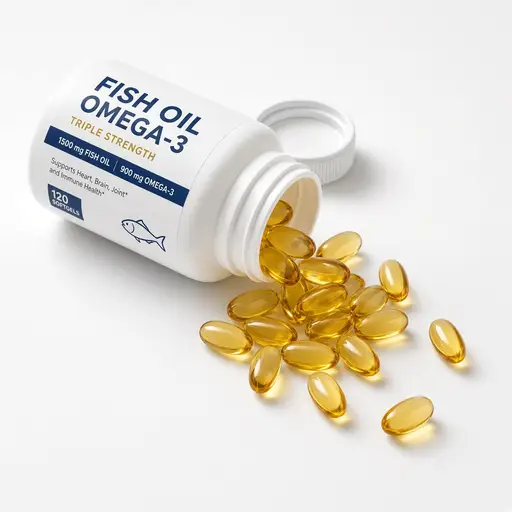 FISH OIL
OMEGA-3
TRIPLE STRENGTH
1500 mg FISH OIL | 900 mg OMEGA-3
Supports Heart, Brain, Joint*
and Immune Health*
120
SOFTGELS